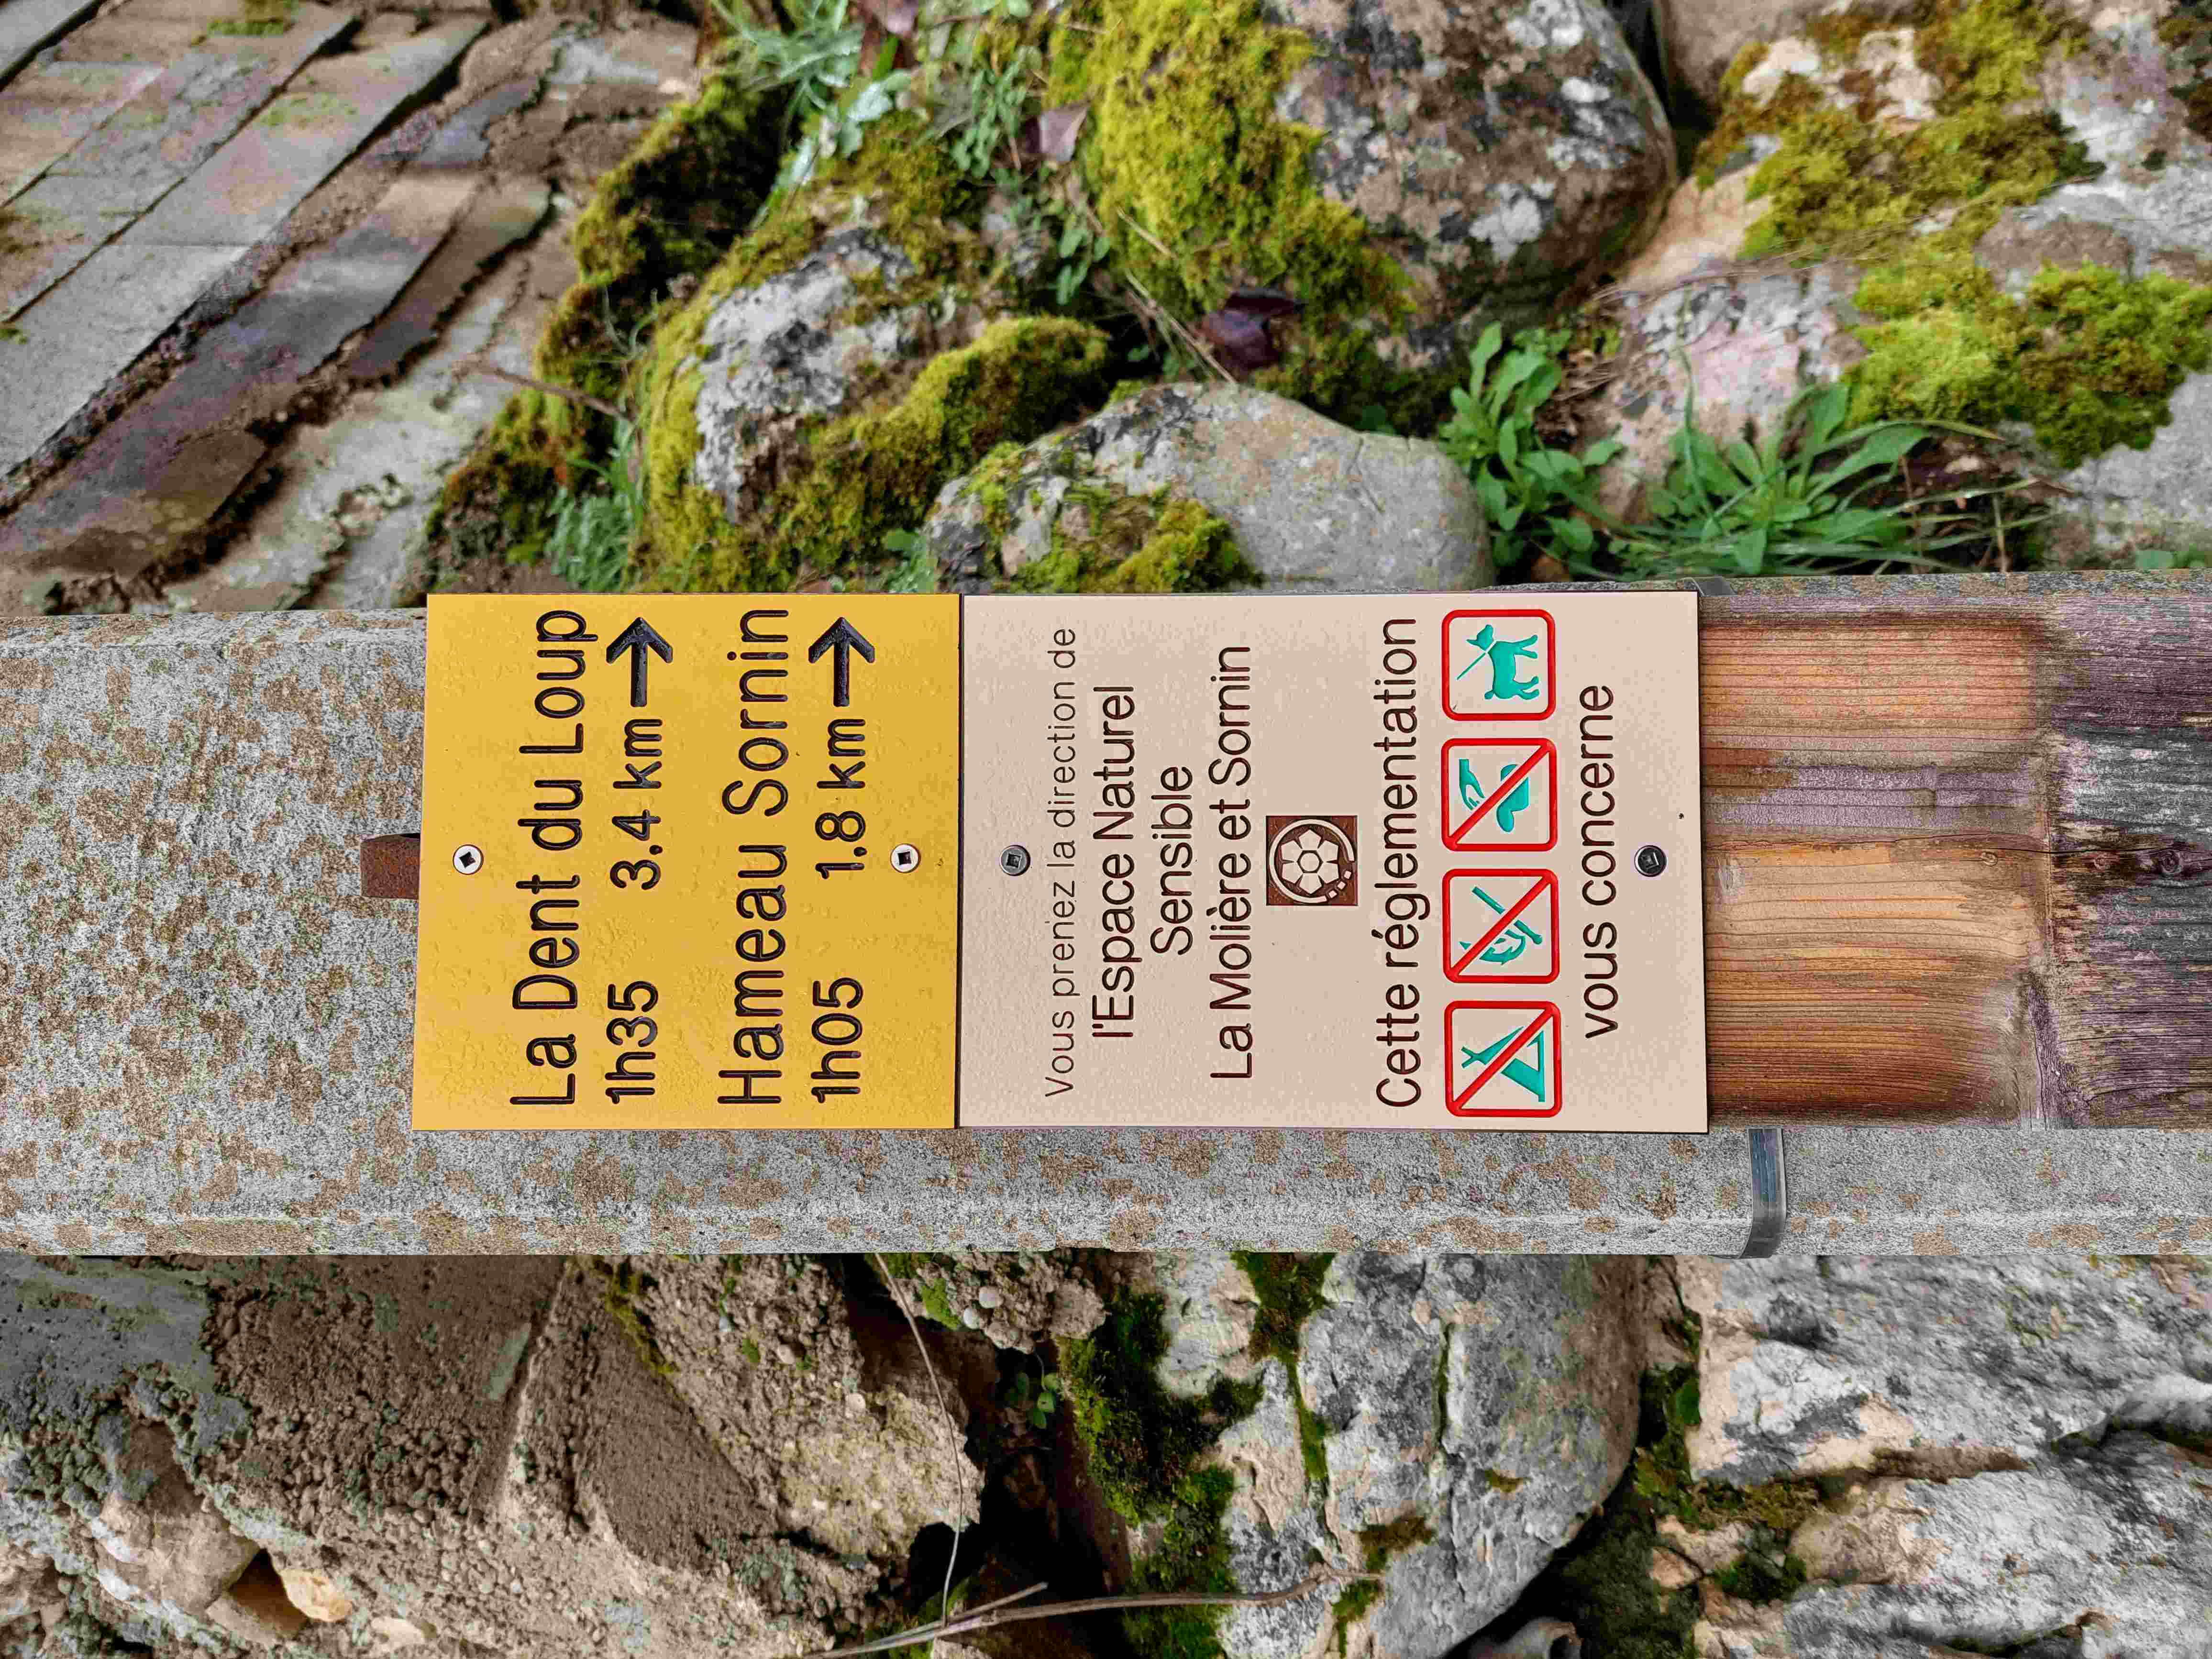 La Dent du Loup
1h35 3.4 km
Hameau Sornin
1h05 1.8 km
Vous prenez la direction de
l'Espace Naturel
Sensible
La Molière et Sornin
Cette réglementation
vous concerne